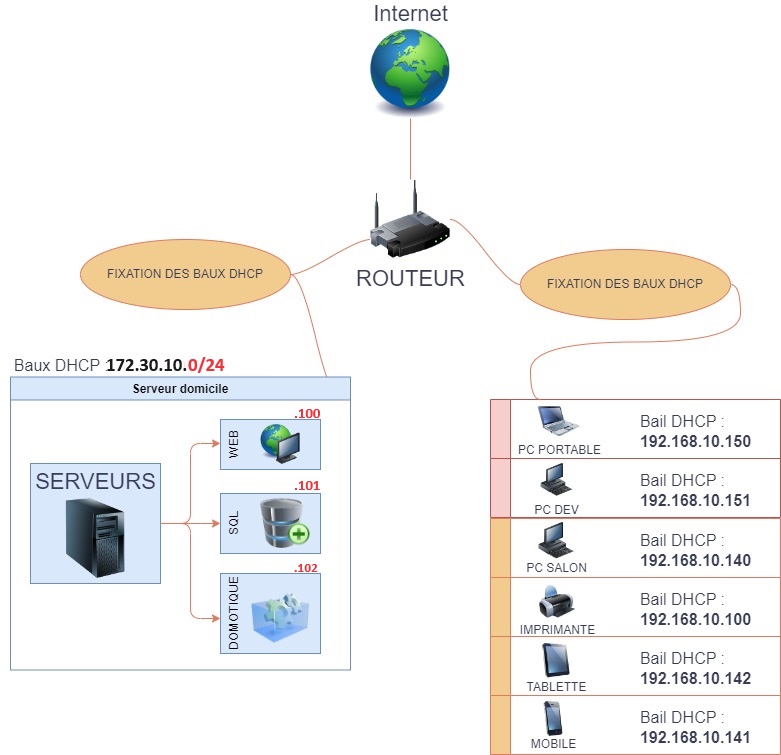 Internet
ROUTEUR
FIXATION DES BAUX DHCP
FIXATION DES BAUX DHCP
Baux DHCP :172.30.10.0/24
Serveur domicile
SERVEURS
.100
WEB
.101
SQL
.102
DOMOTIQUE
PC PORTABLE
Bail DHCP :
192.168.10.150
PC DEV
Bail DHCP :
192.168.10.151
PC SALON
Bail DHCP :
192.168.10.140
IMPRIMANTE
Bail DHCP :
192.168.10.100
TABLETTE
Bail DHCP :
192.168.10.142
MOBILE
Bail DHCP :
192.168.10.141